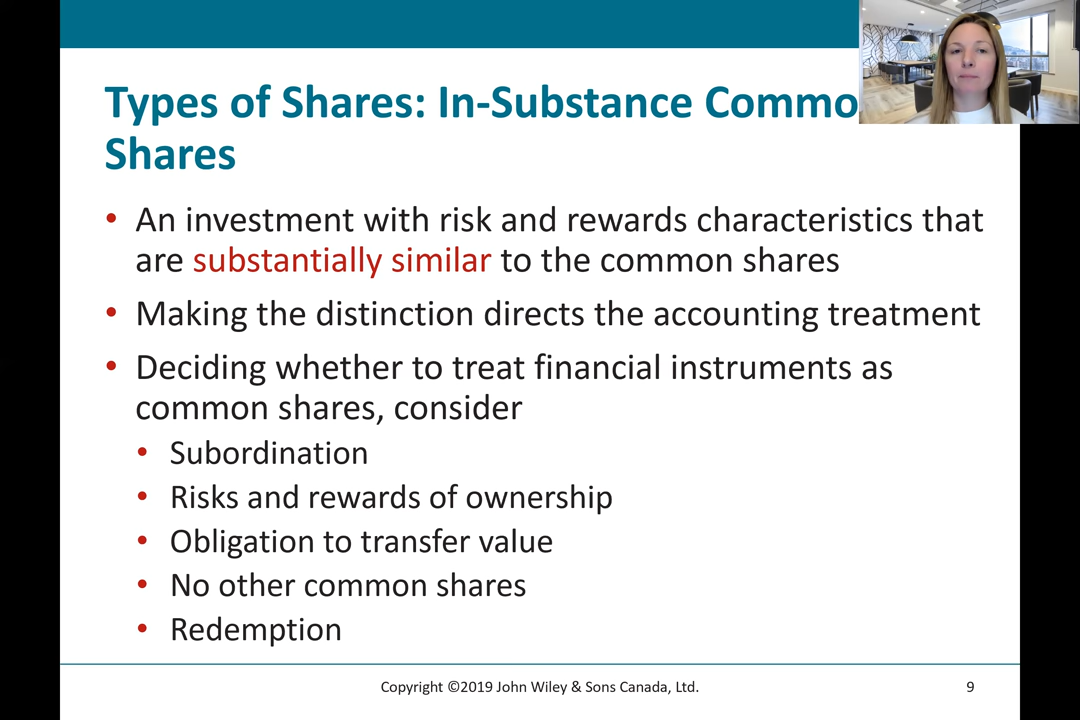 Types of Shares: In-Substance Commo
Shares
• An investment with risk and rewards characteristics that
are substantially similar to the common shares
• Making the distinction directs the accounting treatment
• Deciding whether to treat financial instruments as
common shares, consider
• Subordination
• Risks and rewards of ownership
• Obligation to transfer value
• No other common shares
• Redemption
Copyright ©2019 John Wiley & Sons Canada, Ltd.
9